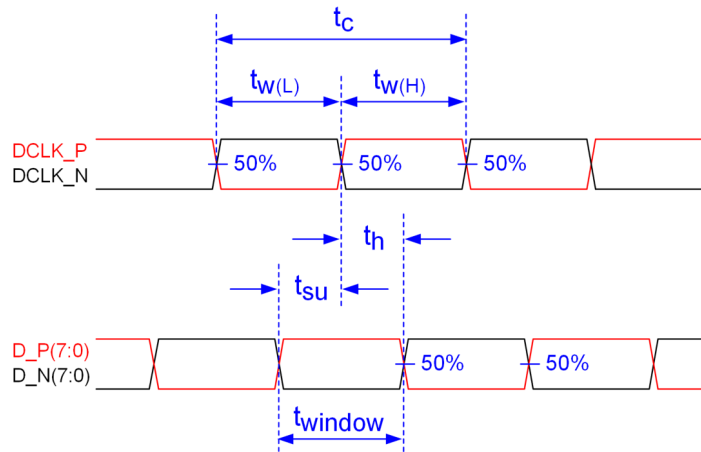 tc
tw(L) tw(H)
DCLK_P
DCLK_N
50% 50% 50%
th
tsu
D_P(7:0)
D_N(7:0)
50% 50%
twindow